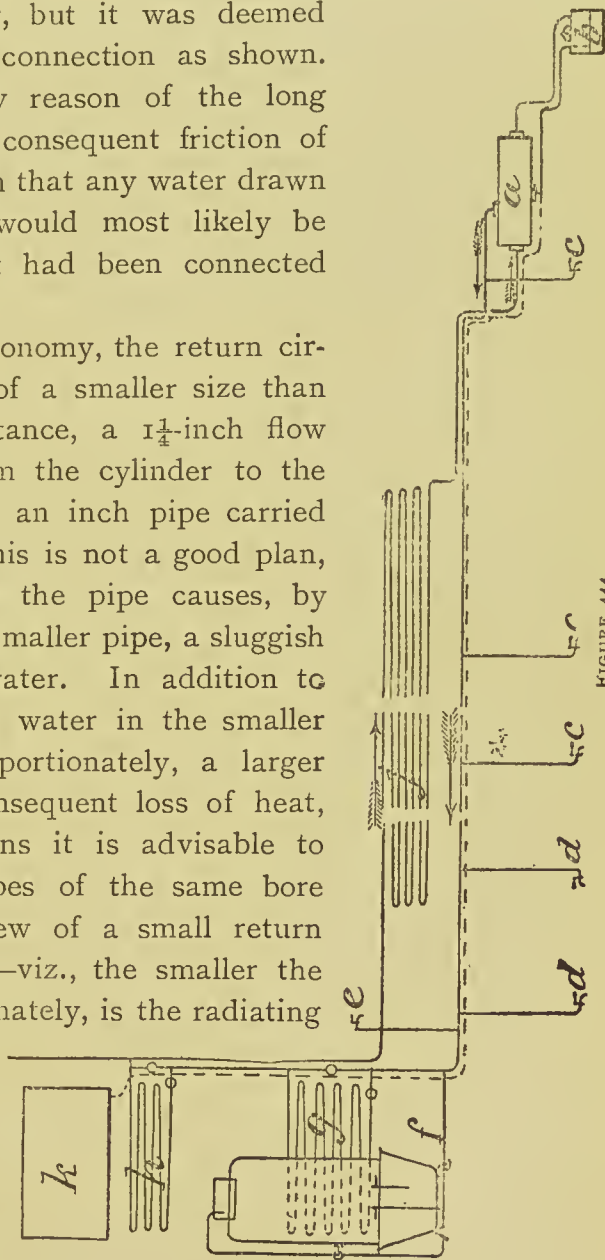 , but it was deemed
connection as shown.
reason of the long
consequent friction of
that any water drawn
would most likely be
had been connected
onomy, the return cir-
of a smaller size than
tance, a 1¼-inch flow
the cylinder to the
an inch pipe carried
his is not a good plan,
the pipe causes, by
maller pipe, a sluggish
ater. In addition to
water in the smaller
portionately, a larger
nsequent loss of heat,
ns it is advisable to
pes of the same bore
ew of a small return
—viz., the smaller the
nately, is the radiating
a
c
c
c
d
d
e
f
g
h
k
FIGURE